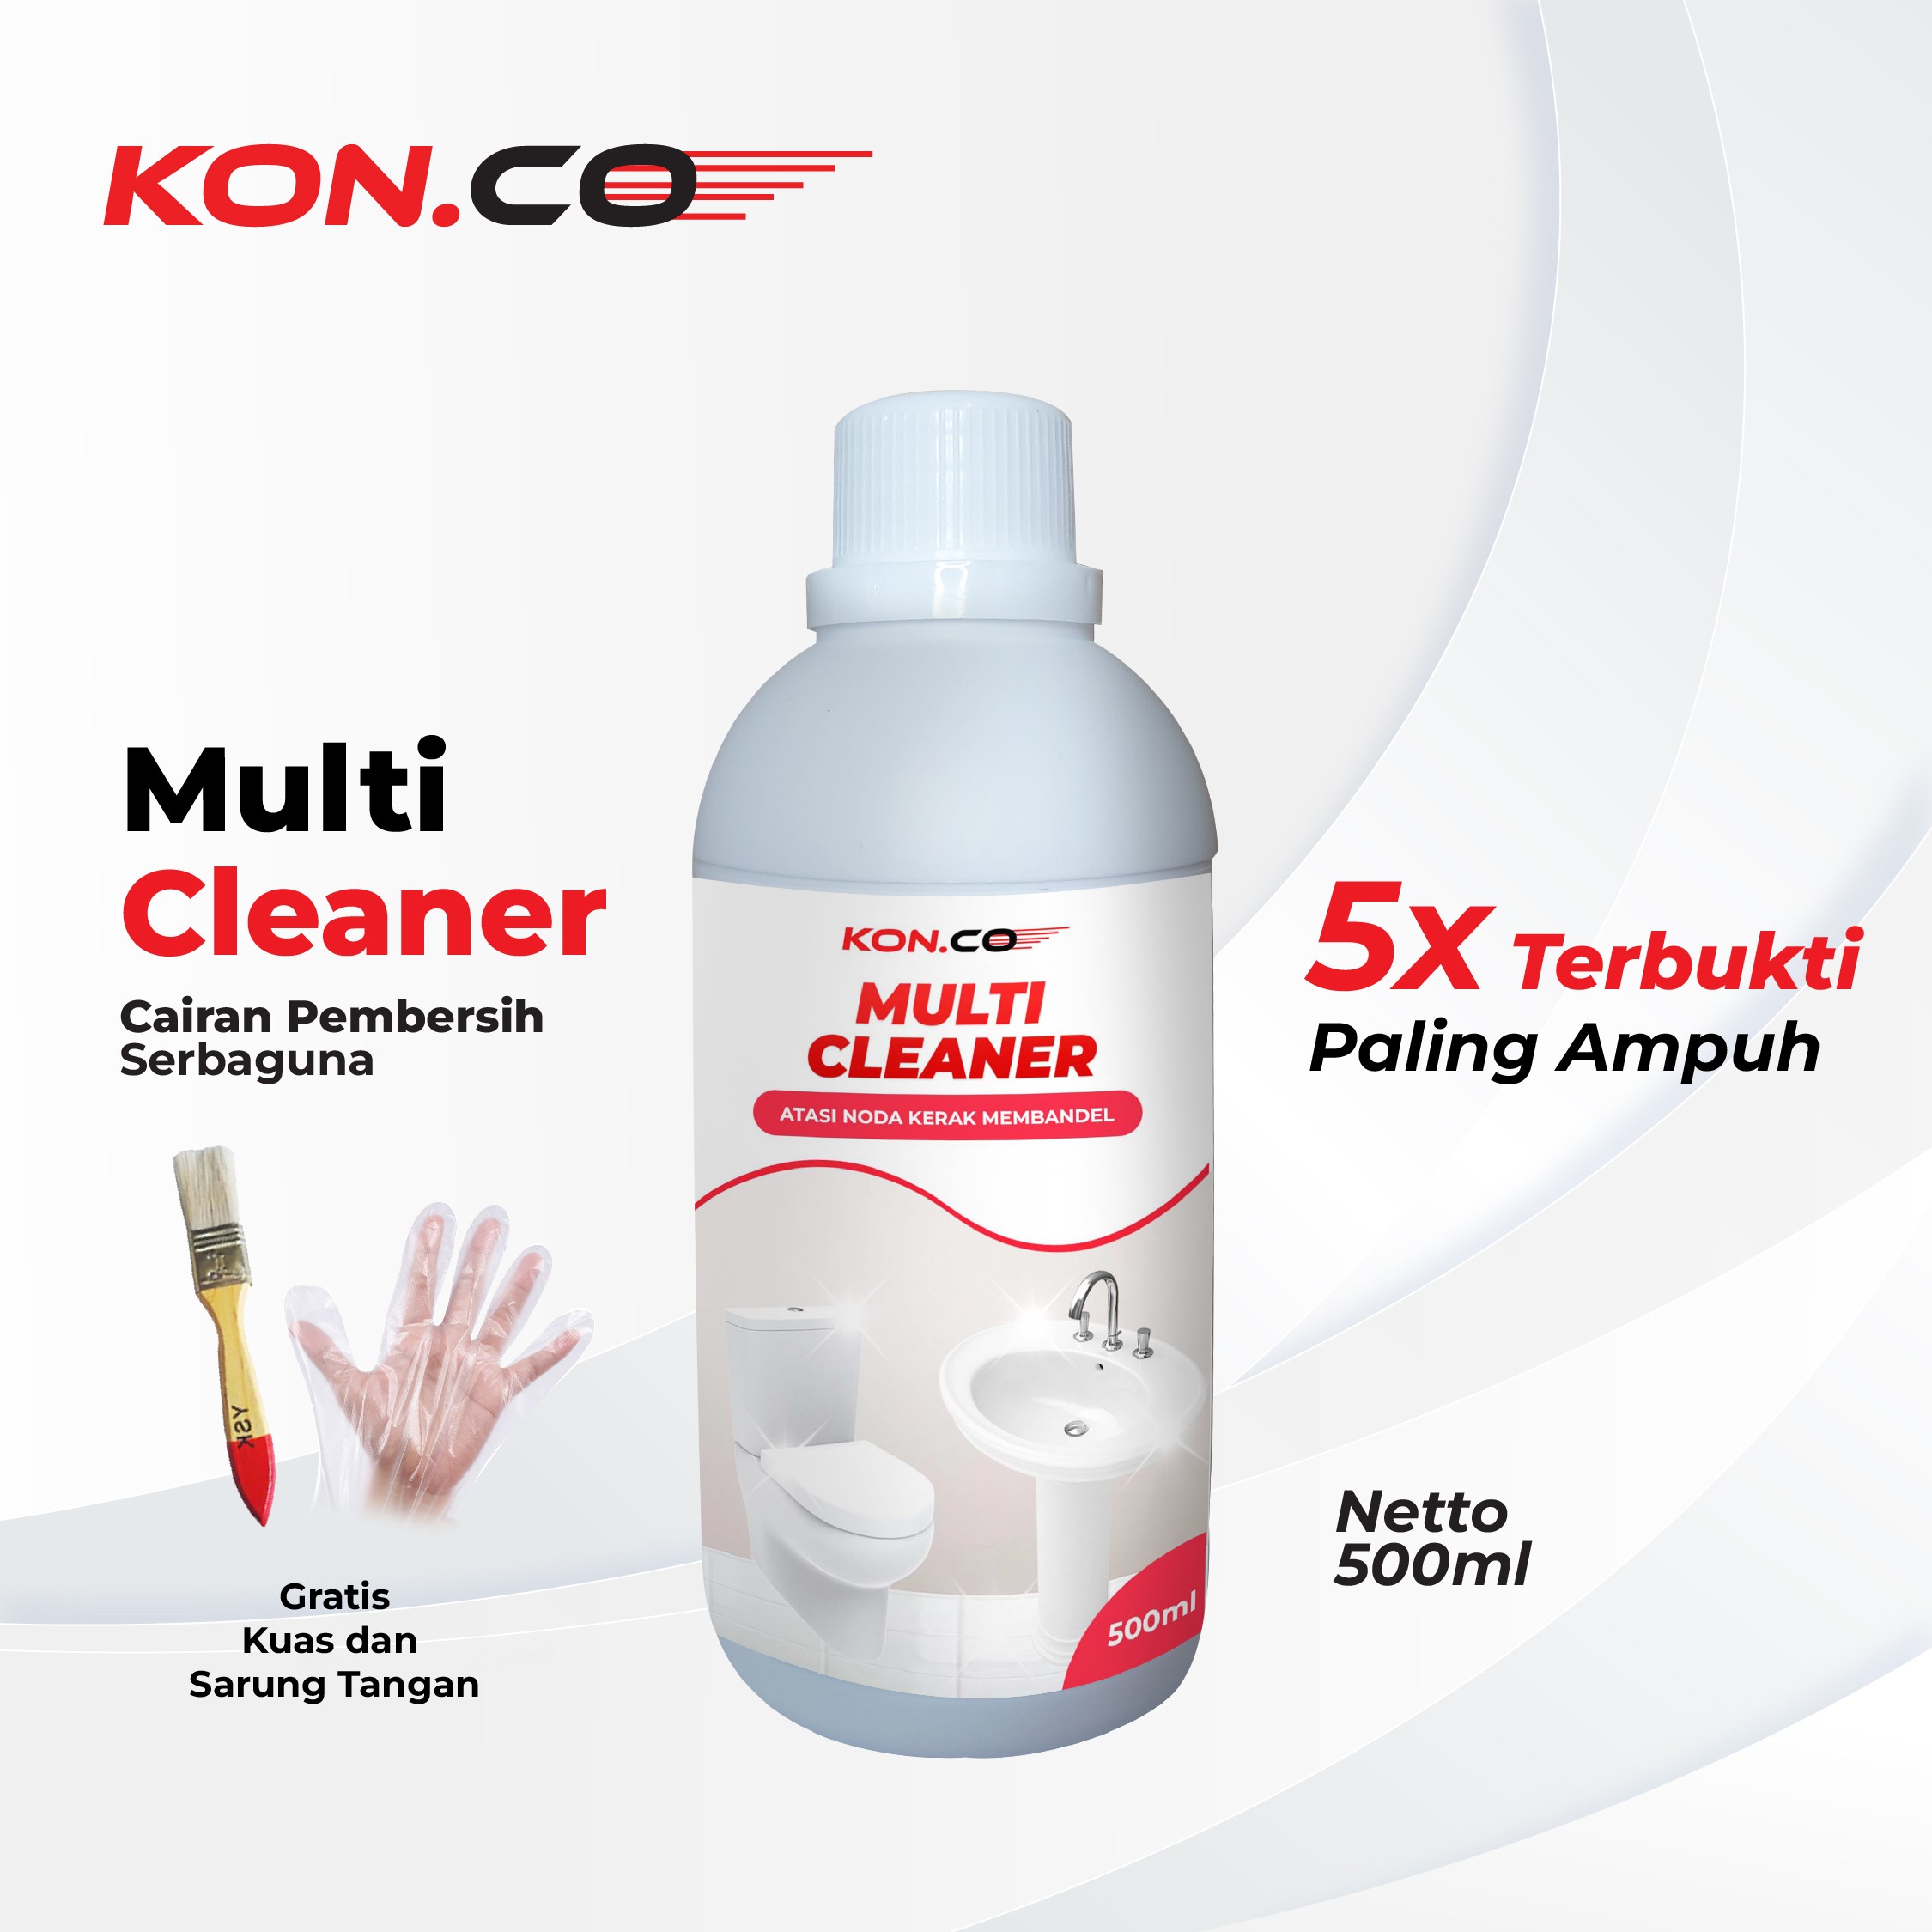 KON.CO
Multi
Cleaner
Cairan Pembersih
Serbaguna
KSY
Gratis
Kuas dan
Sarung Tangan
KON.CO
MULTI
CLEANER
ATASI NODA KERAK MEMBANDEL
500ml
5x Terbukti
Paling Ampuh
Netto
500ml